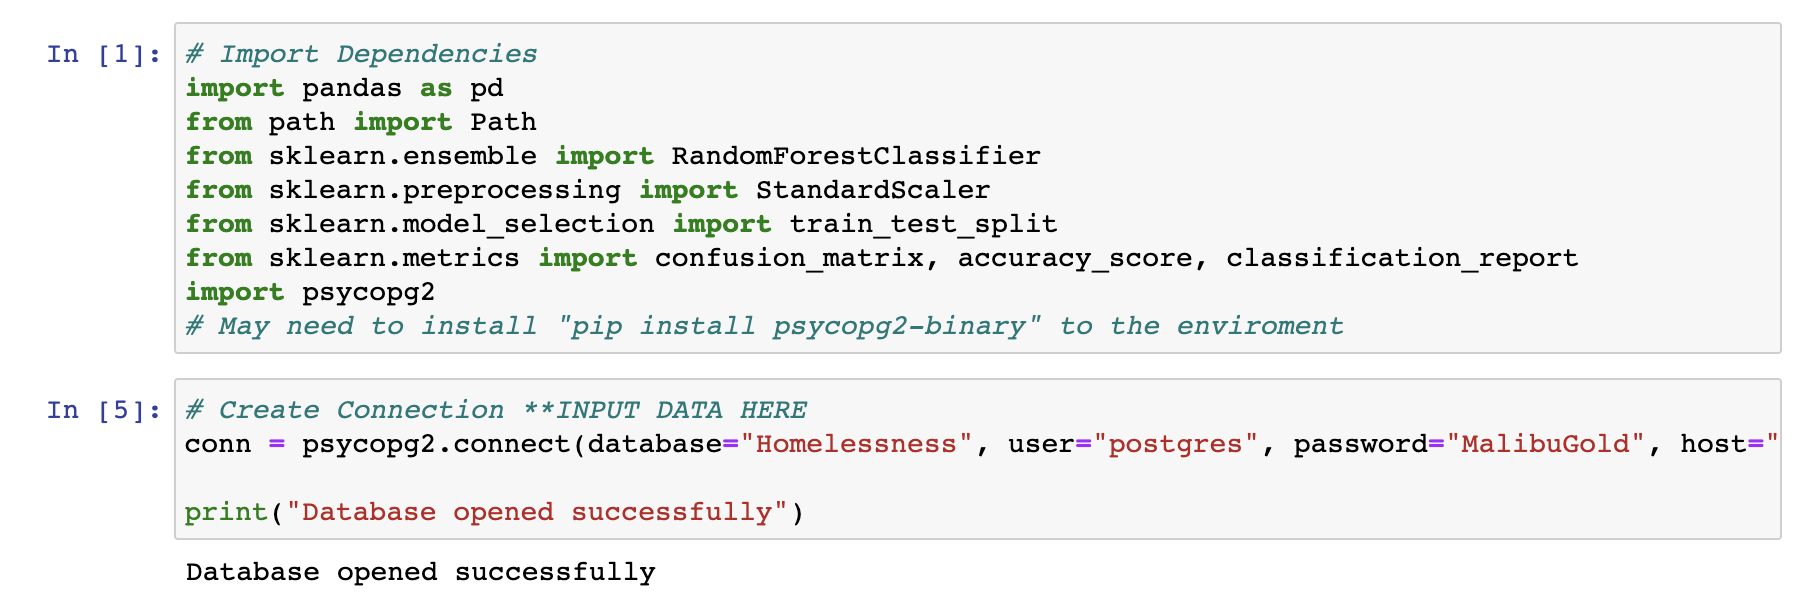 In [1]:
# Import Dependencies
import pandas as pd
from path import Path
from sklearn.ensemble import RandomForestClassifier
from sklearn.preprocessing import StandardScaler
from sklearn.model_selection import train_test_split
from sklearn.metrics import confusion_matrix, accuracy_score, classification_report
import psycopg2
# May need to install "pip install psycopg2-binary" to the enviroment
In [5]:
# Create Connection **INPUT DATA HERE
conn = psycopg2.connect(database="Homelessness", user="postgres", password="MalibuGold", host="
print("Database opened successfully")
Database opened successfully